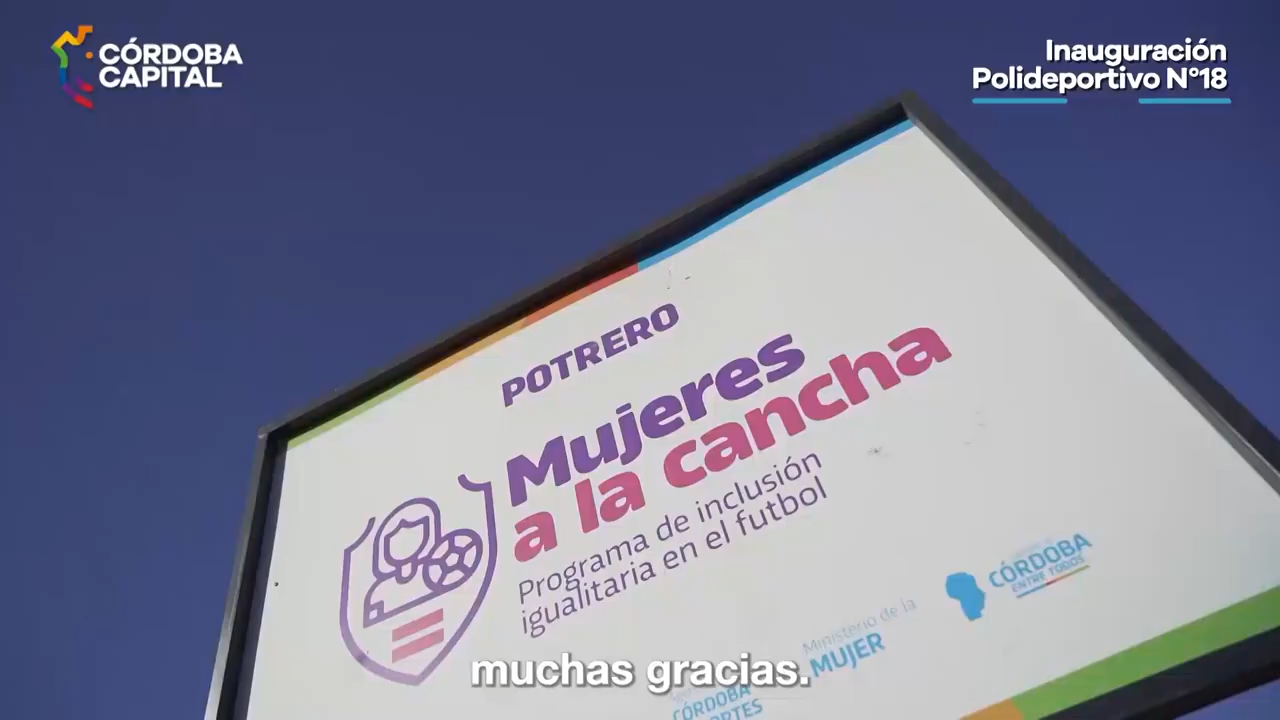 CÓRDOBA
CAPITAL
Inauguración
Polideportivo N°18
POTRERO
Mujeres
a la cancha
Programa de inclusión
igualitaria en el futbol
CÓRDOBA
ENTRE TODOS
Ministerio de la
MUJER
CÓRDOBA
muchas gracias.